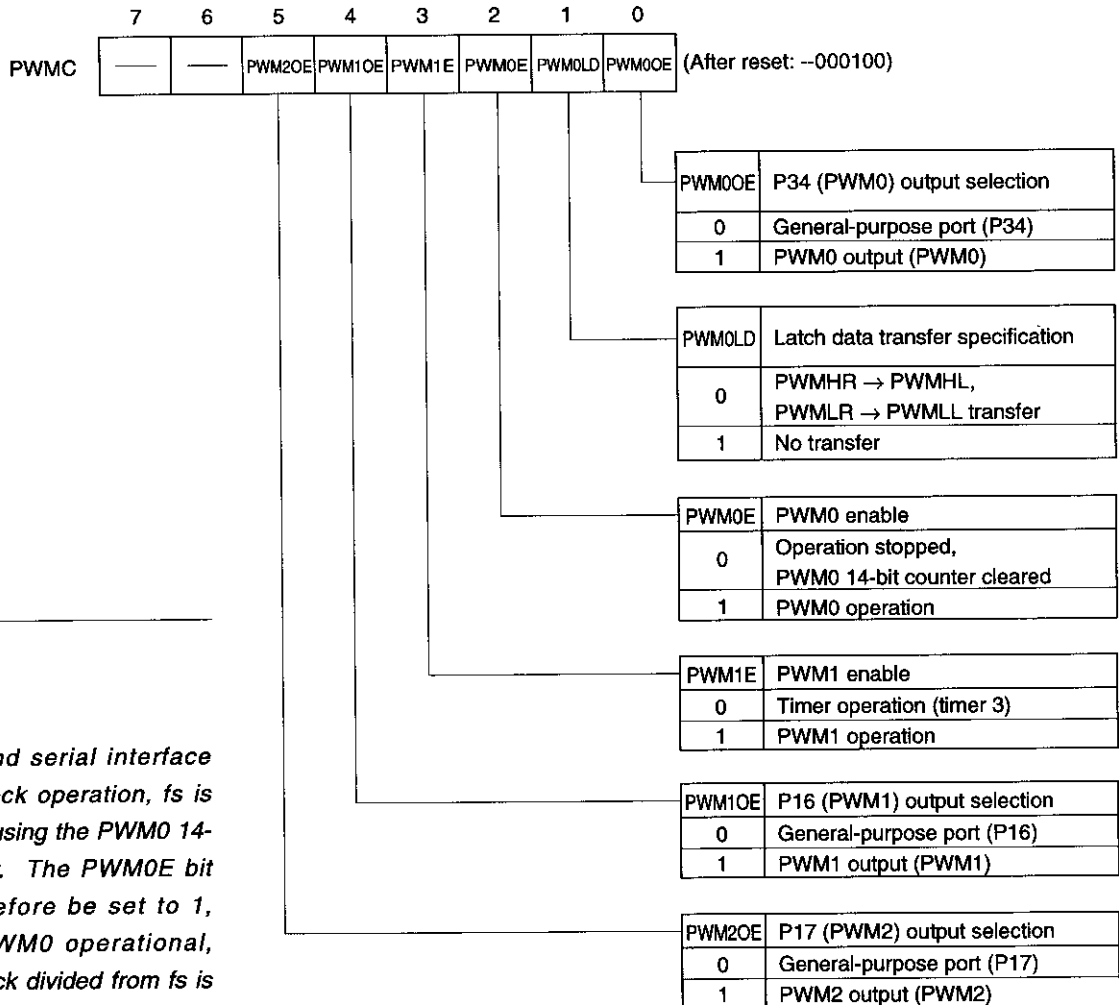 7 6 5 4 3 2 1 0
PWMC — — PWM2OE PWM1OE PWM1E PWM0E PWM0LD PWM0OE (After reset: --000100)
PWM0OE P34 (PWM0) output selection
0 General-purpose port (P34)
1 PWM0 output (PWM0)
PWM0LD Latch data transfer specification
0 PWMHR → PWMHL,
PWMLR → PWMLL transfer
1 No transfer
PWM0E PWM0 enable
0 Operation stopped,
PWM0 14-bit counter cleared
1 PWM0 operation
PWM1E PWM1 enable
0 Timer operation (timer 3)
1 PWM1 operation
PWM1OE P16 (PWM1) output selection
0 General-purpose port (P16)
1 PWM1 output (PWM1)
PWM2OE P17 (PWM2) output selection
0 General-purpose port (P17)
1 PWM2 output (PWM2)
nd serial interface
ck operation, fs is
using the PWM0 14-
. The PWM0E bit
efore be set to 1,
WM0 operational,
ck divided from fs is